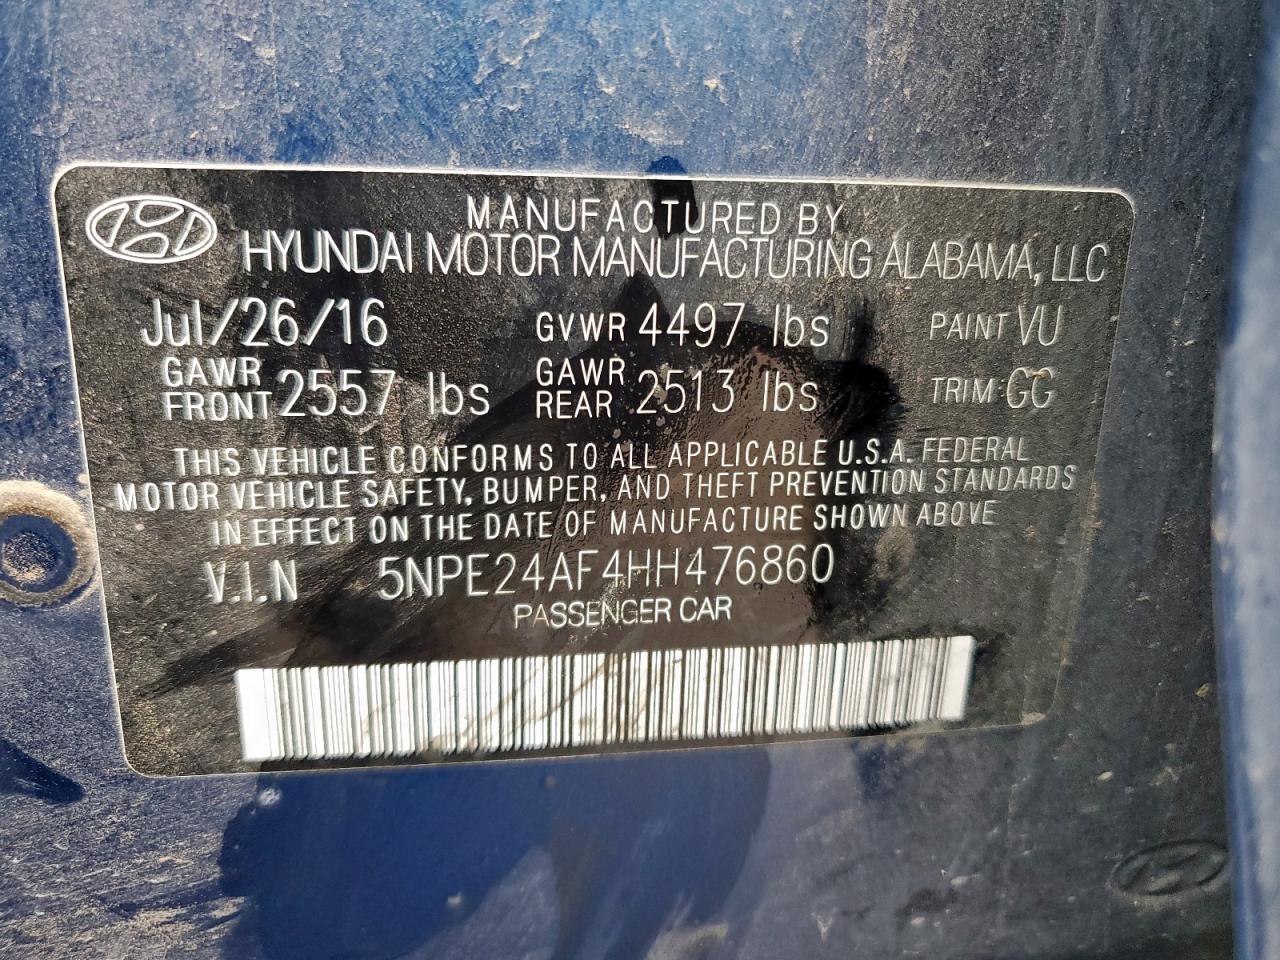 MANUFACTURED BY
HYUNDAI MOTOR MANUFACTURING ALABAMA, LLC
Jul/26/16 GVWR 4497 lbs PAINT VU
GAWR FRONT 2557 lbs GAWR REAR 2513 lbs TRIM GG
THIS VEHICLE CONFORMS TO ALL APPLICABLE U.S.A. FEDERAL
MOTOR VEHICLE SAFETY, BUMPER, AND THEFT PREVENTION STANDARDS
IN EFFECT ON THE DATE OF MANUFACTURE SHOWN ABOVE
V.I.N 5NPE24AF4HH476860
PASSENGER CAR